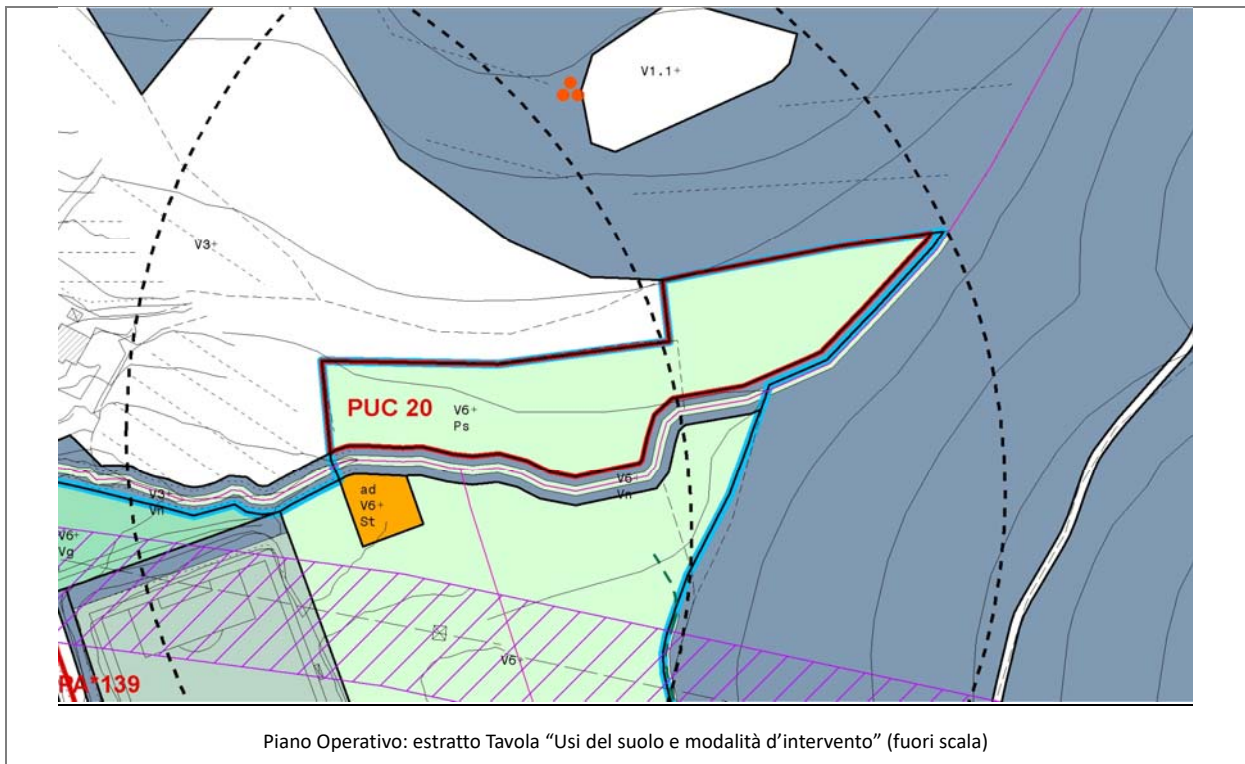 V1.1+
V3+
PUC 20
V6+
Ps
V6+
Vn
ad
V6+
St
V3+
Vn
V6+
Vg
V6+
PA*139
Piano Operativo: estratto Tavola “Usi del suolo e modalità d’intervento” (fuori scala)